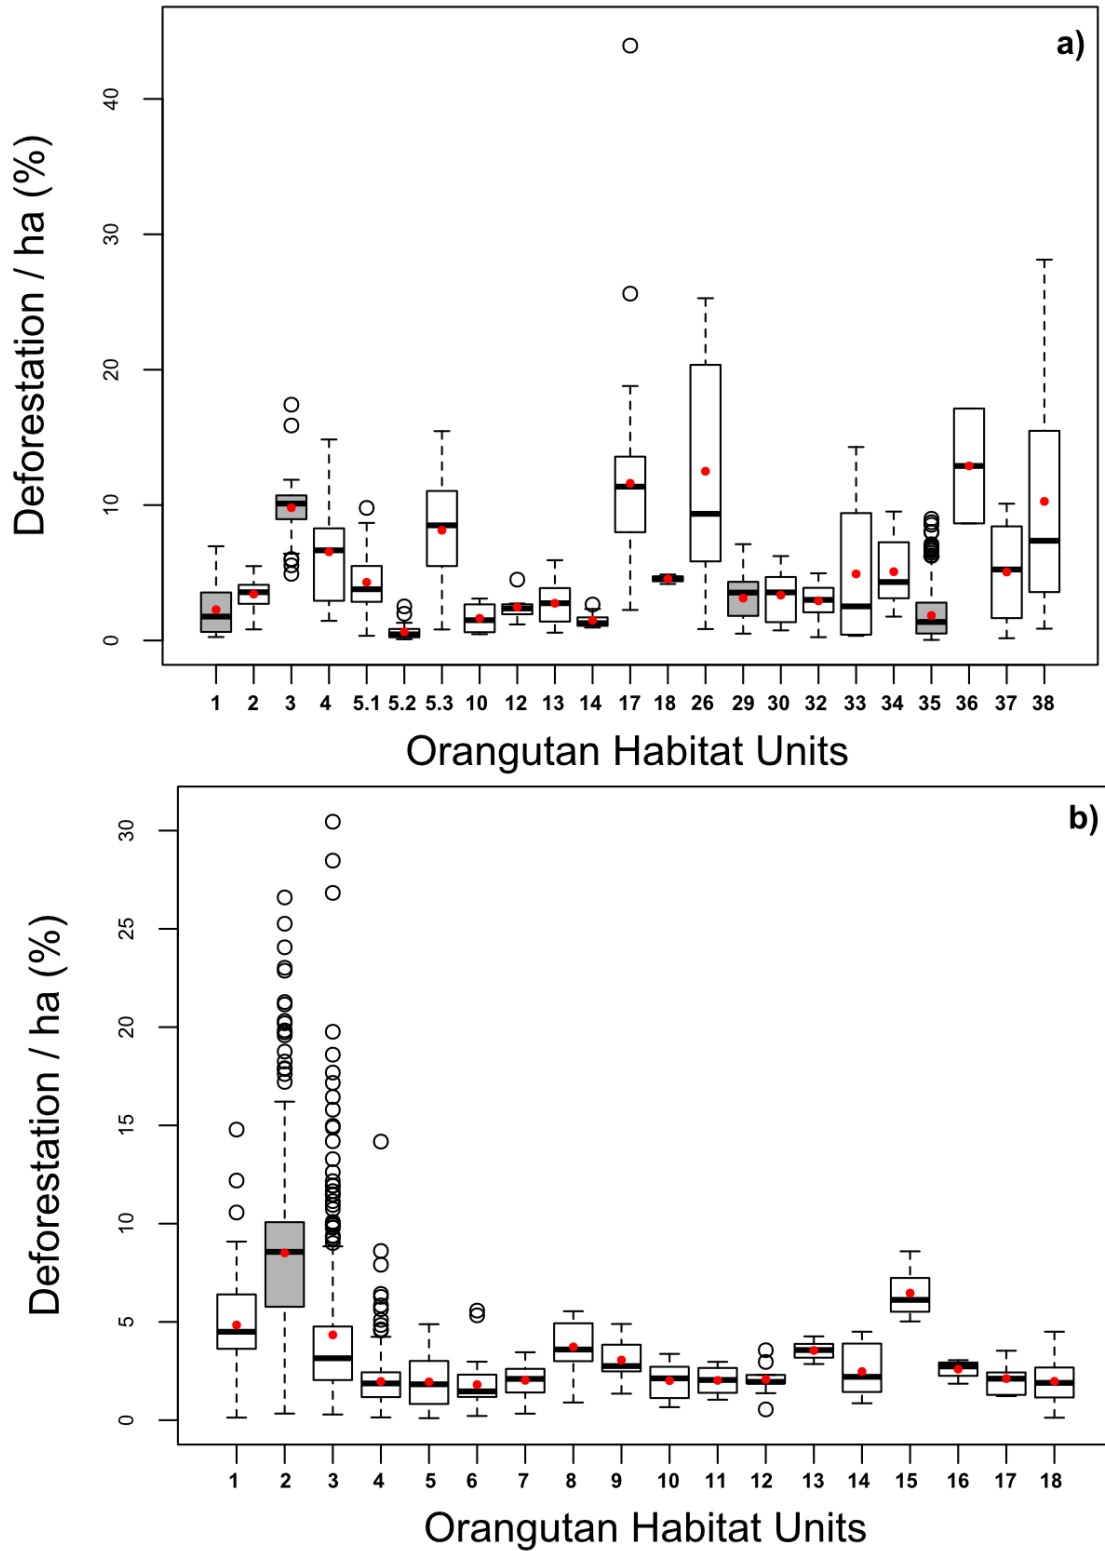 a)
Deforestation / ha (%)
40
30
20
10
0
1 2 3 4 5.1 5.2 5.3 10 12 13 14 17 18 26 29 30 32 33 34 35 36 37 38
Orangutan Habitat Units
b)
Deforestation / ha (%)
30
25
20
15
10
5
0
1 2 3 4 5 6 7 8 9 10 11 12 13 14 15 16 17 18
Orangutan Habitat Units